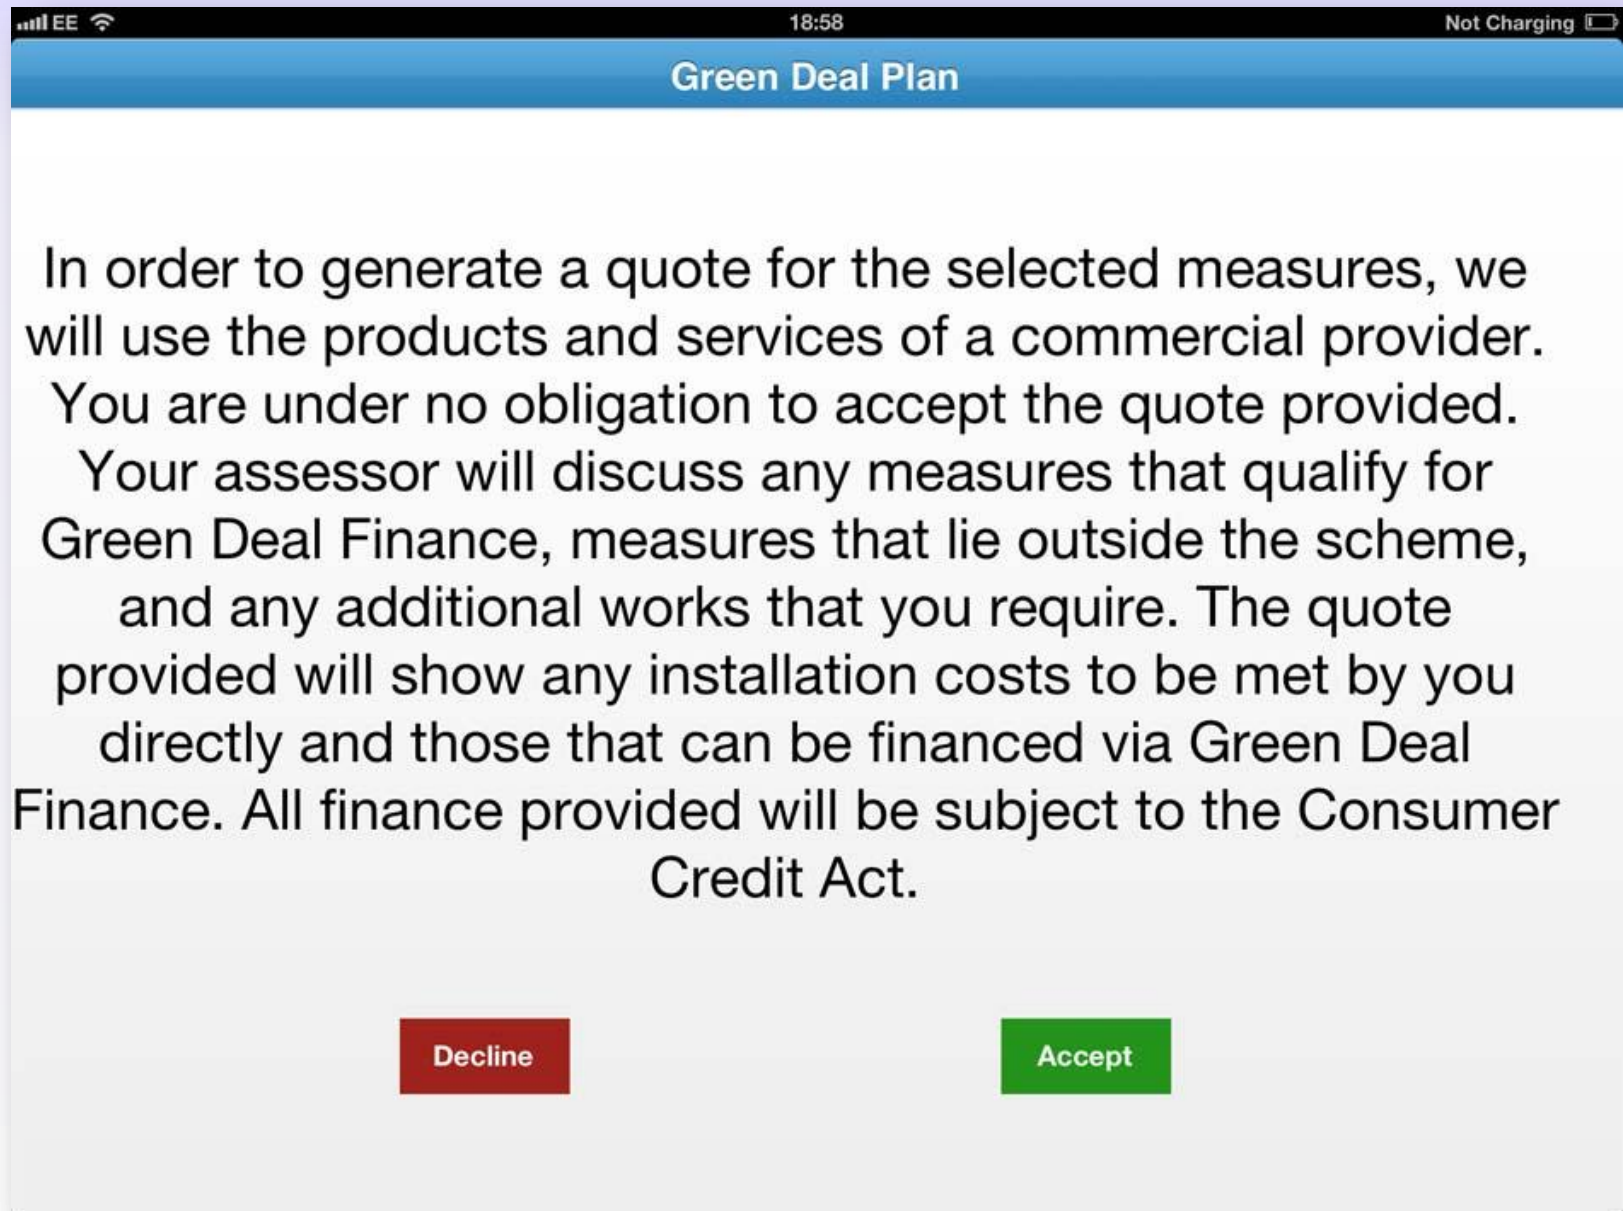 EE 18:58 Not Charging
Green Deal Plan
In order to generate a quote for the selected measures, we
will use the products and services of a commercial provider.
You are under no obligation to accept the quote provided.
Your assessor will discuss any measures that qualify for
Green Deal Finance, measures that lie outside the scheme,
and any additional works that you require. The quote
provided will show any installation costs to be met by you
directly and those that can be financed via Green Deal
Finance. All finance provided will be subject to the Consumer
Credit Act.
Decline Accept